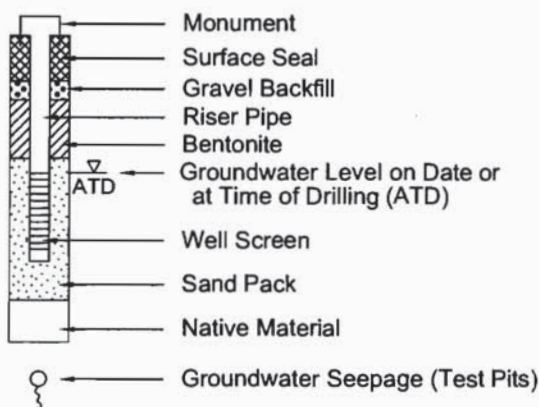 Monument
Surface Seal
Gravel Backfill
Riser Pipe
Bentonite
Groundwater Level on Date or
at Time of Drilling (ATD)
ATD
Well Screen
Sand Pack
Native Material
Groundwater Seepage (Test Pits)